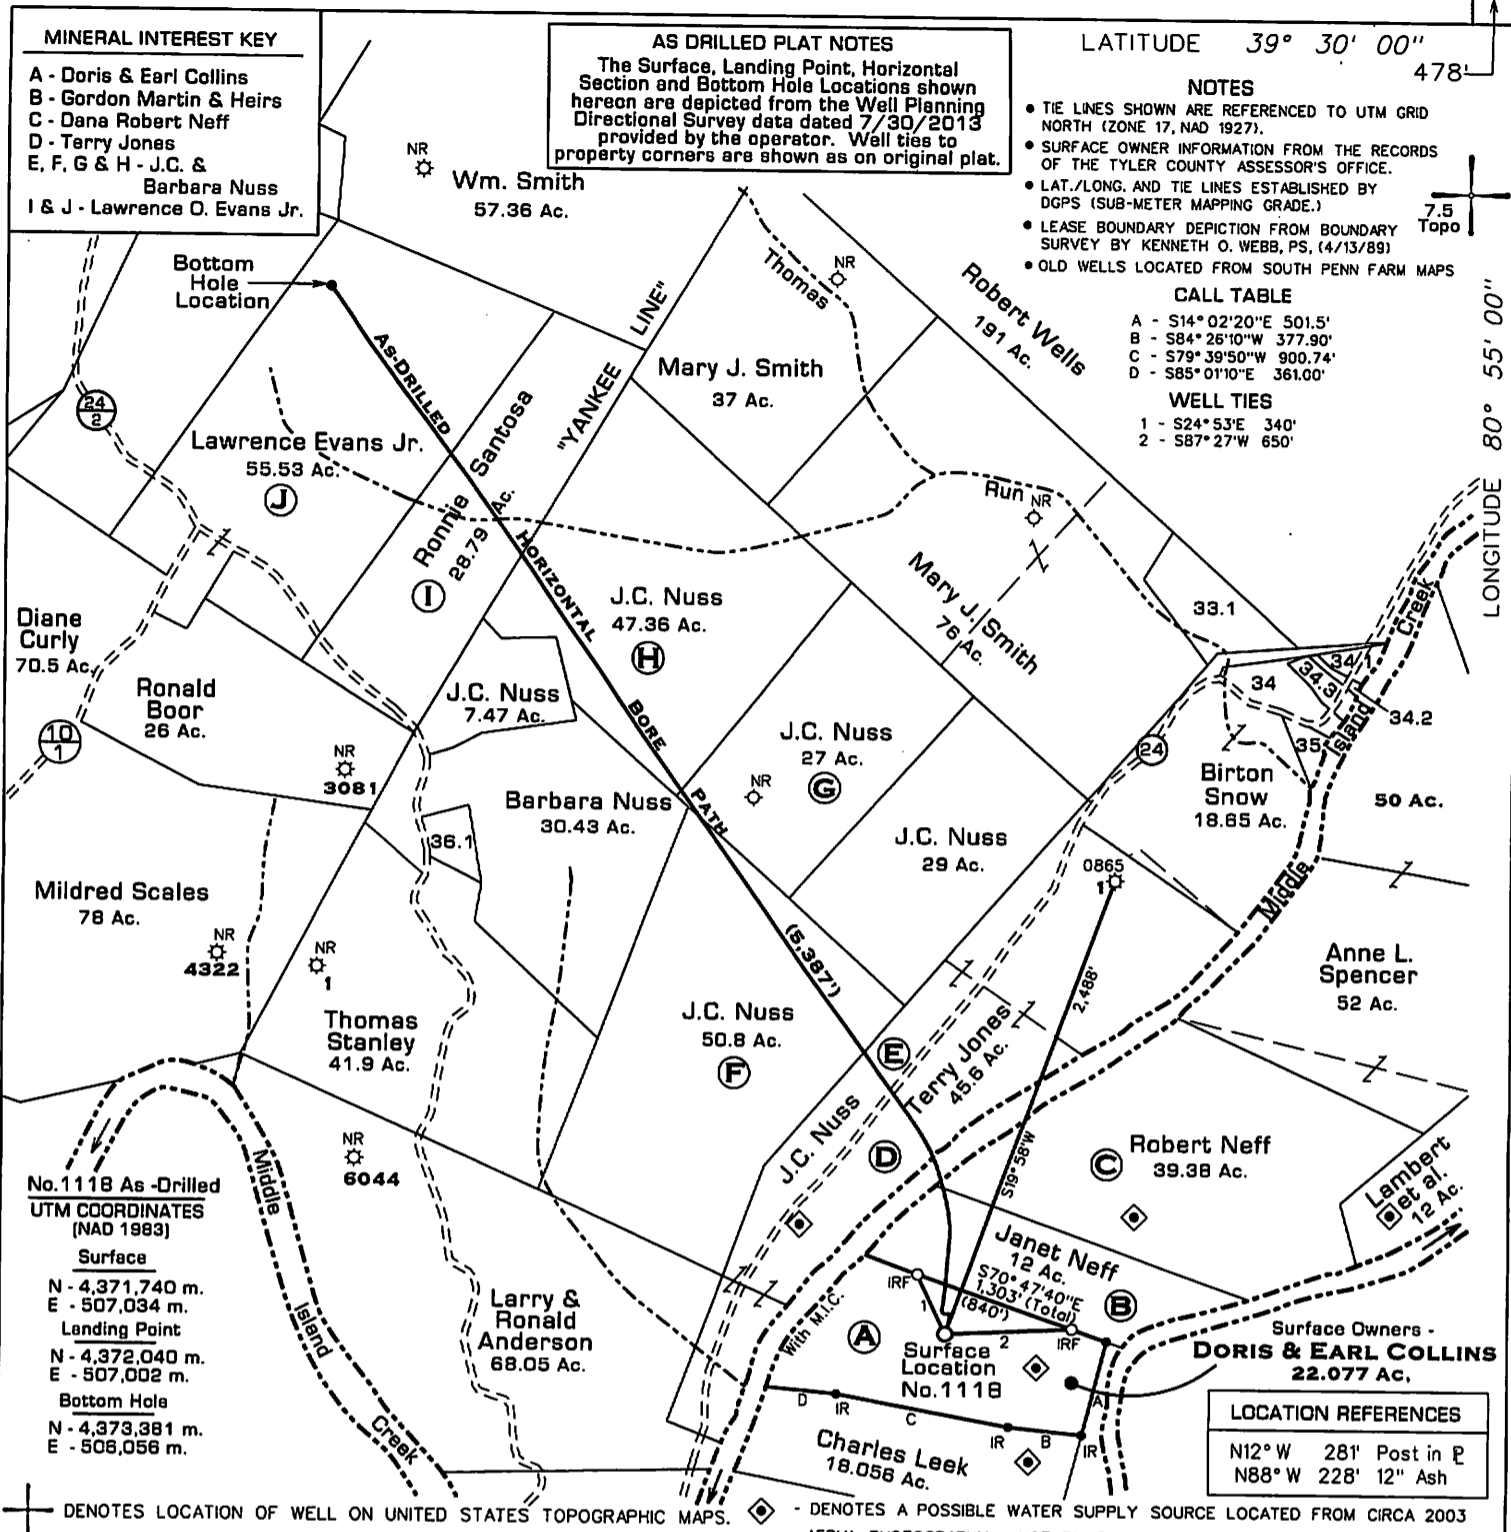 MINERAL INTEREST KEY
A - Doris & Earl Collins
B - Gordon Martin & Heirs
C - Dana Robert Neff
D - Terry Jones
E, F, G & H - J.C. &
Barbara Nuss
I & J - Lawrence O. Evans Jr.
AS DRILLED PLAT NOTES
The Surface, Landing Point, Horizontal
Section and Bottom Hole Locations shown
hereon are depicted from the Well Planning
Directional Survey data dated 7/30/2013
provided by the operator. Well ties to
property corners are shown as on original plat.
LATITUDE 39° 30' 00"
478'
NOTES
• TIE LINES SHOWN ARE REFERENCED TO UTM GRID
NORTH (ZONE 17, NAD 1927).
• SURFACE OWNER INFORMATION FROM THE RECORDS
OF THE TYLER COUNTY ASSESSOR'S OFFICE.
• LAT./LONG. AND TIE LINES ESTABLISHED BY
DGPS (SUB-METER MAPPING GRADE.)
• LEASE BOUNDARY DEPICTION FROM BOUNDARY
SURVEY BY KENNETH O. WEBB, PS, (4/13/89)
• OLD WELLS LOCATED FROM SOUTH PENN FARM MAPS
7.5
Topo
CALL TABLE
A - S14° 02'20"E 501.5'
B - S84° 26'10"W 377.90'
C - S79° 39'50"W 900.74'
D - S85° 01'10"E 361.00'
WELL TIES
1 - S24° 53'E 340'
2 - S87° 27'W 650'
LONGITUDE 80° 55' 00"
NR
Wm. Smith
57.36 Ac.
Bottom
Hole
Location
Thomas
NR
Robert Wells
191 Ac.
"YANKEE LINE"
Mary J. Smith
37 Ac.
24
2
AS-DRILLED
HORIZONTAL
BORE
PATH
(5,387')
Lawrence Evans Jr.
55.53 Ac.
J
Ronnie Santosa
28.79 Ac.
I
Run
NR
Mary J. Smith
76 Ac.
33.1
J.C. Nuss
47.36 Ac.
H
Diane
Curly
70.5 Ac.
Ronald
Boor
26 Ac.
10
1
J.C. Nuss
7.47 Ac.
J.C. Nuss
27 Ac.
G
NR
34
34.3
34.1
34.2
35
24
Birton
Snow
18.65 Ac.
50 Ac.
Middle
Island
Creek
NR
3081
Barbara Nuss
30.43 Ac.
36.1
J.C. Nuss
29 Ac.
0865
1
2,488'
S19° 58'W
Mildred Scales
78 Ac.
NR
4322
NR
1
Thomas
Stanley
41.9 Ac.
J.C. Nuss
50.8 Ac.
F
Anne L.
Spencer
52 Ac.
E
Terry Jones
45.6 Ac.
J.C. Nuss
D
C
Robert Neff
39.38 Ac.
Lambert
et al.
12 Ac.
NR
6044
Middle
Island
Creek
No.1118 As -Drilled
UTM COORDINATES
(NAD 1983)
Surface
N - 4,371,740 m.
E - 507,034 m.
Landing Point
N - 4,372,040 m.
E - 507,002 m.
Bottom Hole
N - 4,373,381 m.
E - 506,056 m.
Larry &
Ronald
Anderson
68.05 Ac.
Janet Neff
12 Ac.
S70° 47'40"E
1,303' (Total)
(840')
B
IRF
1
2
IRF
With M.I.C.
A
Surface
Location
No.1118
Surface Owners -
DORIS & EARL COLLINS
22.077 Ac.
A
D
IR
C
IR
B
IR
Charles Leek
18.056 Ac.
LOCATION REFERENCES
N12° W 281' Post in ⅊
N88° W 228' 12" Ash
DENOTES LOCATION OF WELL ON UNITED STATES TOPOGRAPHIC MAPS.
- DENOTES A POSSIBLE WATER SUPPLY SOURCE LOCATED FROM CIRCA 2003